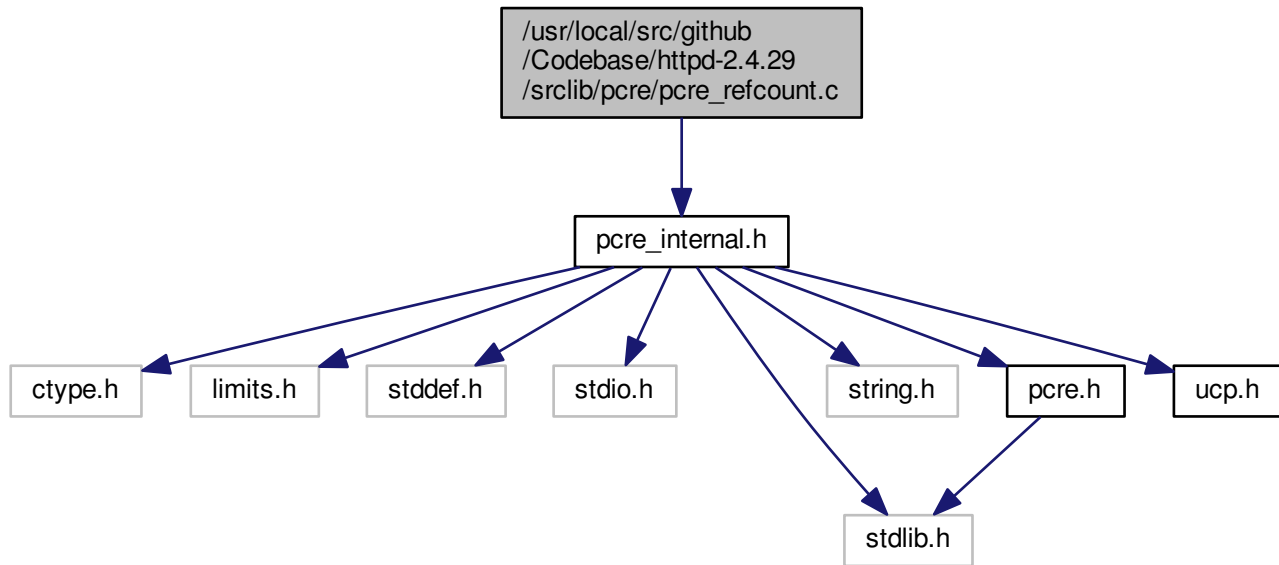 /usr/local/src/github
/Codebase/httpd-2.4.29
/srclib/pcre/pcre_refcount.c
pcre_internal.h
ctype.h
limits.h
stddef.h
stdio.h
string.h
pcre.h
ucp.h
stdlib.h